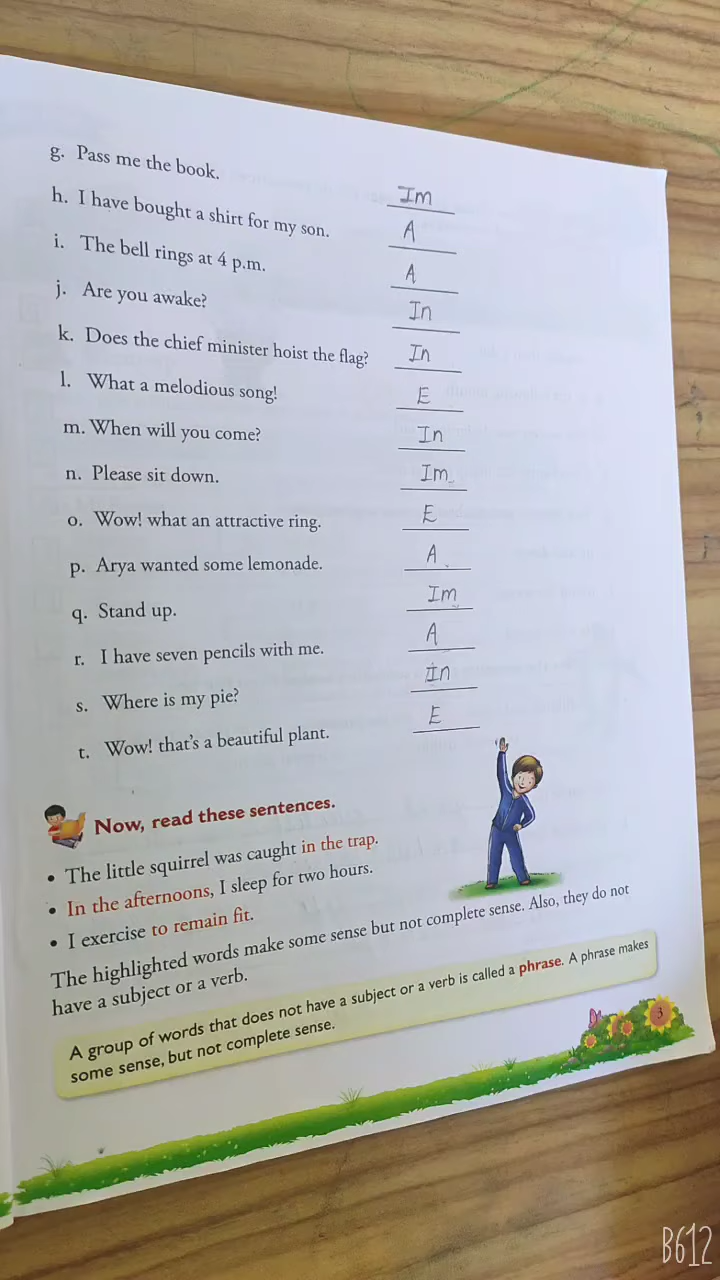 g. Pass me the book. Im
h. I have bought a shirt for my son. A
i. The bell rings at 4 p.m. A
j. Are you awake? In
k. Does the chief minister hoist the flag? In
l. What a melodious song! E
m. When will you come? In
n. Please sit down. Im
o. Wow! what an attractive ring. E
p. Arya wanted some lemonade. A
q. Stand up. Im
r. I have seven pencils with me. A
s. Where is my pie? In
t. Wow! that's a beautiful plant. E
Now, read these sentences.
• The little squirrel was caught in the trap.
• In the afternoons, I sleep for two hours.
• I exercise to remain fit.
The highlighted words make some sense but not complete sense. Also, they do not
have a subject or a verb.
A group of words that does not have a subject or a verb is called a phrase. A phrase makes
some sense, but not complete sense.
3
B612